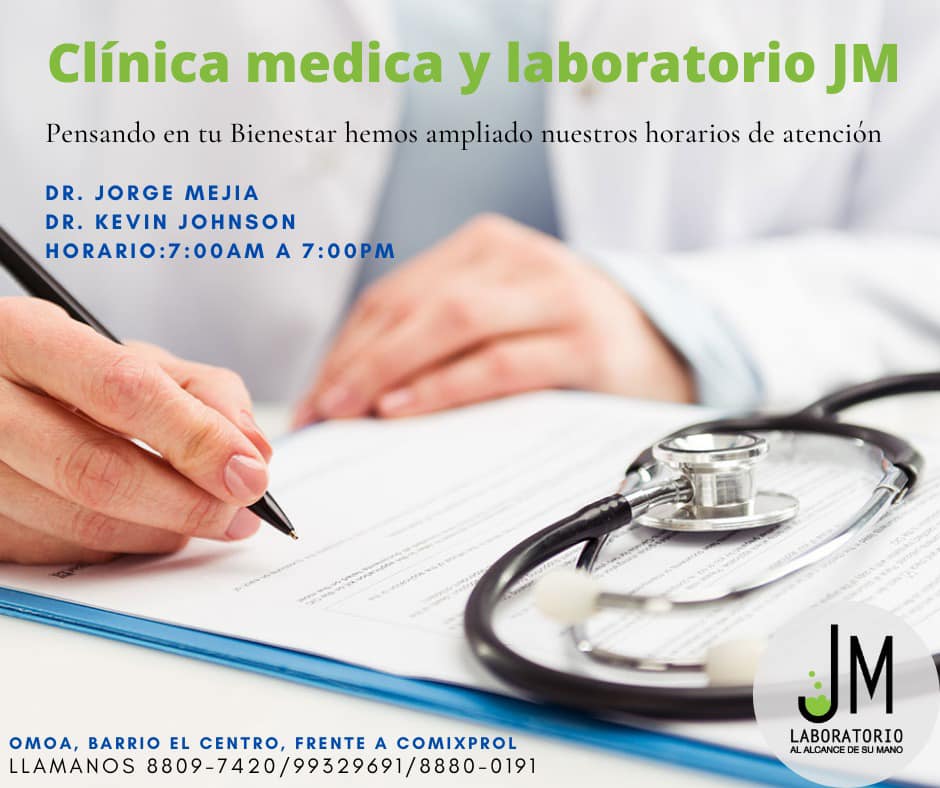 Clínica medica y laboratorio JM
Pensando en tu Bienestar hemos ampliado nuestros horarios de atención
DR. JORGE MEJIA
DR. KEVIN JOHNSON
HORARIO:7:00AM A 7:00PM
JM
LABORATORIO
AL ALCANCE DE SU MANO
OMOA, BARRIO EL CENTRO, FRENTE A COMIXPROL
LLAMANOS 8809-7420/99329691/8880-0191